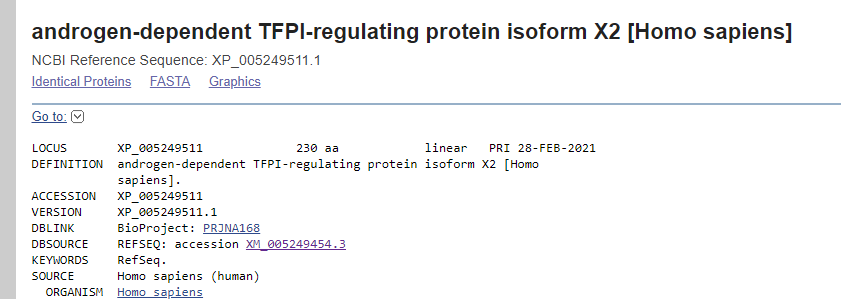 androgen-dependent TFPI-regulating protein isoform X2 [Homo sapiens]
NCBI Reference Sequence: XP_005249511.1
Identical Proteins FASTA Graphics
Go to:
LOCUS XP_005249511 230 aa linear PRI 28-FEB-2021
DEFINITION androgen-dependent TFPI-regulating protein isoform X2 [Homo
sapiens].
ACCESSION XP_005249511
VERSION XP_005249511.1
DBLINK BioProject: PRJNA168
DBSOURCE REFSEQ: accession XM_005249454.3
KEYWORDS RefSeq.
SOURCE Homo sapiens (human)
ORGANISM Homo sapiens